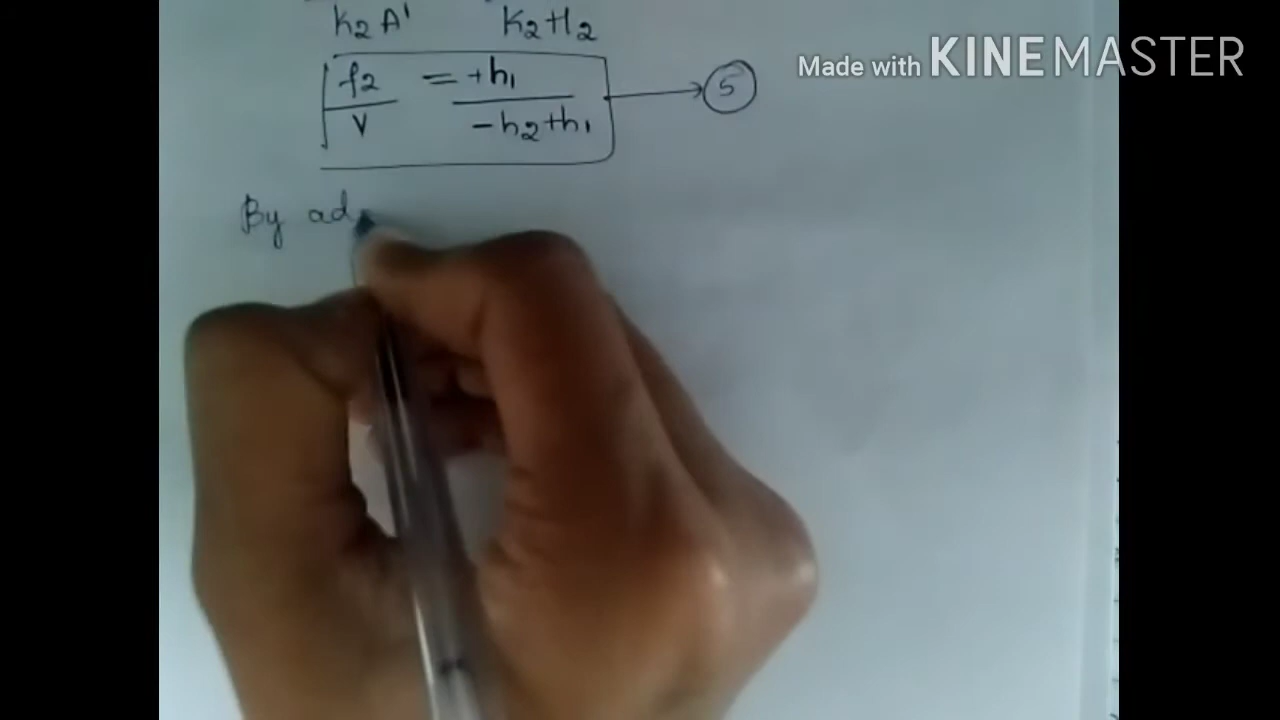 k2A' K2H2
Made with KINEMASTER
f2 = +h1
V -h2+h1
5
By ad